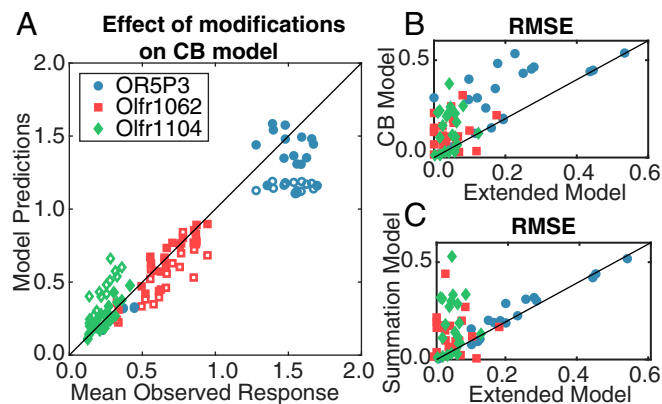 A
Effect of modifications
on CB model
2.0
1.5
1.0
0.5
0.0
Model Predictions
OR5P3
Olfr1062
Olfr1104
0.0
0.5
1.0
1.5
2.0
Mean Observed Response
B
RMSE
0.5
0.0
CB Model
0.0
0.2
0.4
0.6
Extended Model
C
RMSE
0.5
0.0
Summation Model
0.0
0.2
0.4
0.6
Extended Model